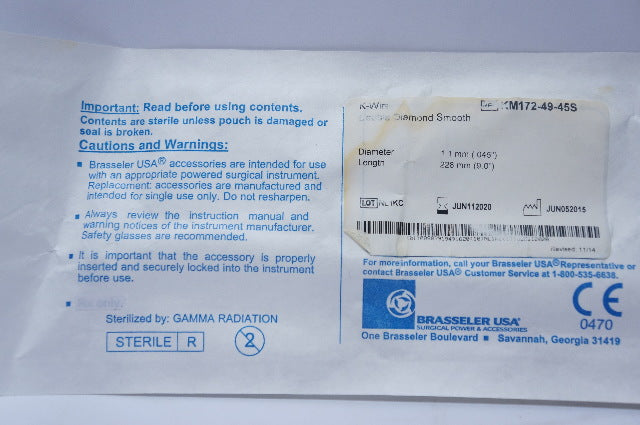 Important: Read before using contents.
Contents are sterile unless pouch is damaged or
seal is broken.
Cautions and Warnings:
▪ Brasseler USA® accessories are intended for use
with an appropriate powered surgical instrument.
Replacement: accessories are manufactured and
intended for single use only. Do not resharpen.
▪ Always review the instruction manual and
warning notices of the instrument manufacturer.
Safety glasses are recommended.
▪ It is important that the accessory is properly
inserted and securely locked into the instrument
before use.
▪ Rx only.
Sterilized by: GAMMA RADIATION
STERILE R
2
K-Wire
REF KM172-49-45S
Diamond Smooth
Diameter 1.1 mm (.045")
Length 228 mm (9.0")
LOT
JUN112020
JUN052015
Revised: 11/14
For more information, call your Brasseler USA® Representative or
contact Brasseler USA® Customer Service at 1-800-535-6638.
BRASSELER USA®
SURGICAL POWER & ACCESSORIES
CE
0470
One Brasseler Boulevard ▪ Savannah, Georgia 31419